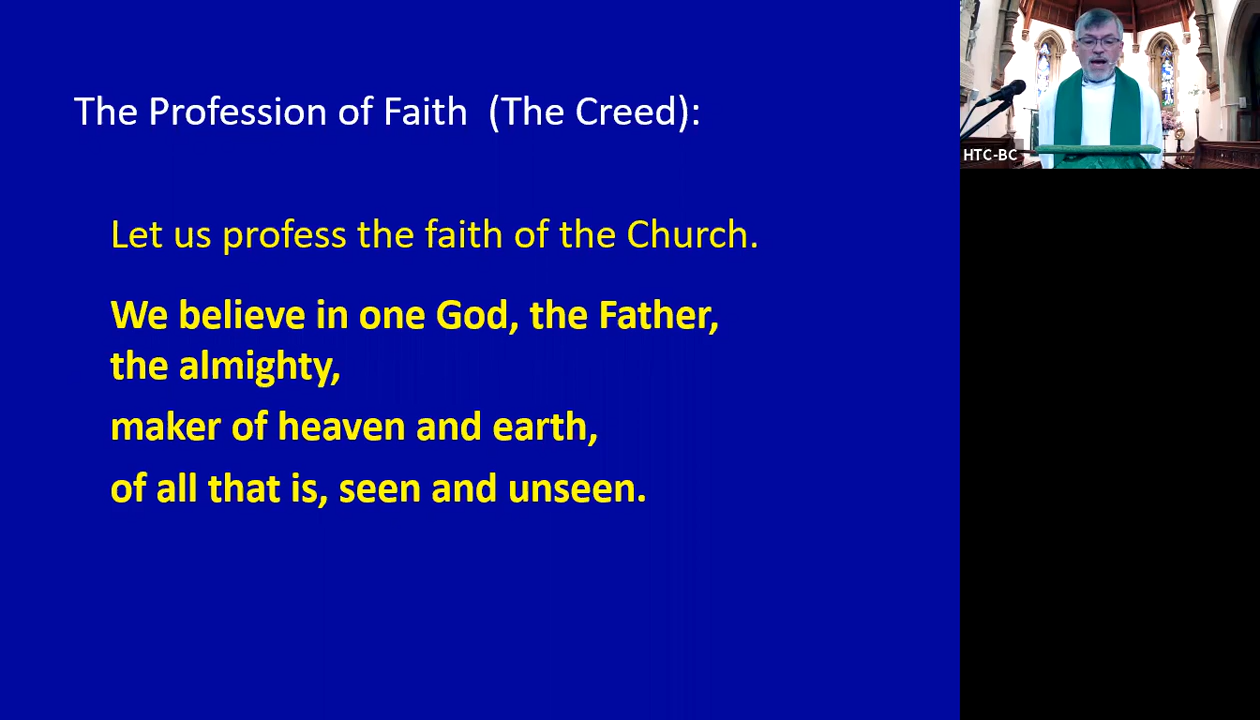 The Profession of Faith (The Creed):
Let us profess the faith of the Church.
We believe in one God, the Father,
the almighty,
maker of heaven and earth,
of all that is, seen and unseen.
HTC-BC